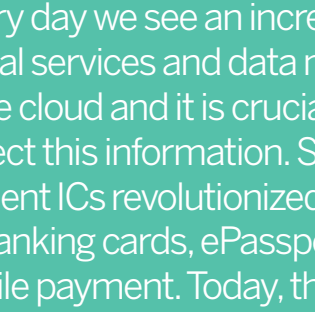 ry day we see an incre
al services and data r
e cloud and it is crucia
ect this information. S
ent ICs revolutionized
anking cards, ePasspo
ile payment. Today, th